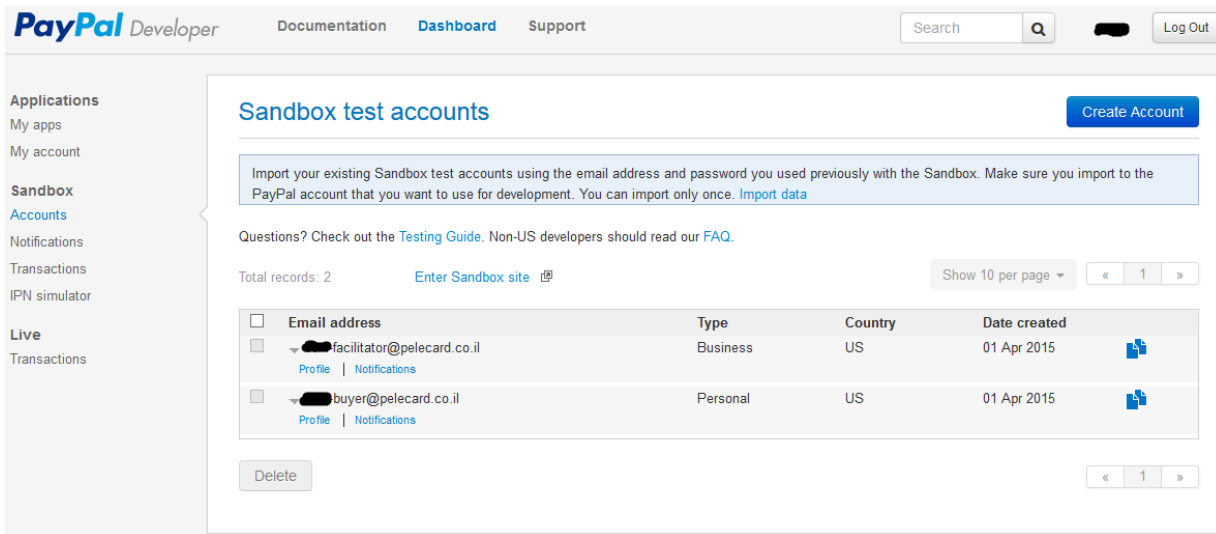 PayPal Developer Documentation Dashboard Support Search Log Out
Applications
My apps
My account
Sandbox
Accounts
Notifications
Transactions
IPN simulator
Live
Transactions
Sandbox test accounts Create Account
Import your existing Sandbox test accounts using the email address and password you used previously with the Sandbox. Make sure you import to the
PayPal account that you want to use for development. You can import only once. Import data
Questions? Check out the Testing Guide. Non-US developers should read our FAQ.
Total records: 2 Enter Sandbox site Show 10 per page « 1 »
Email address Type Country Date created
-facilitator@pelecard.co.il Business US 01 Apr 2015
Profile | Notifications
-buyer@pelecard.co.il Personal US 01 Apr 2015
Profile | Notifications
Delete « 1 »